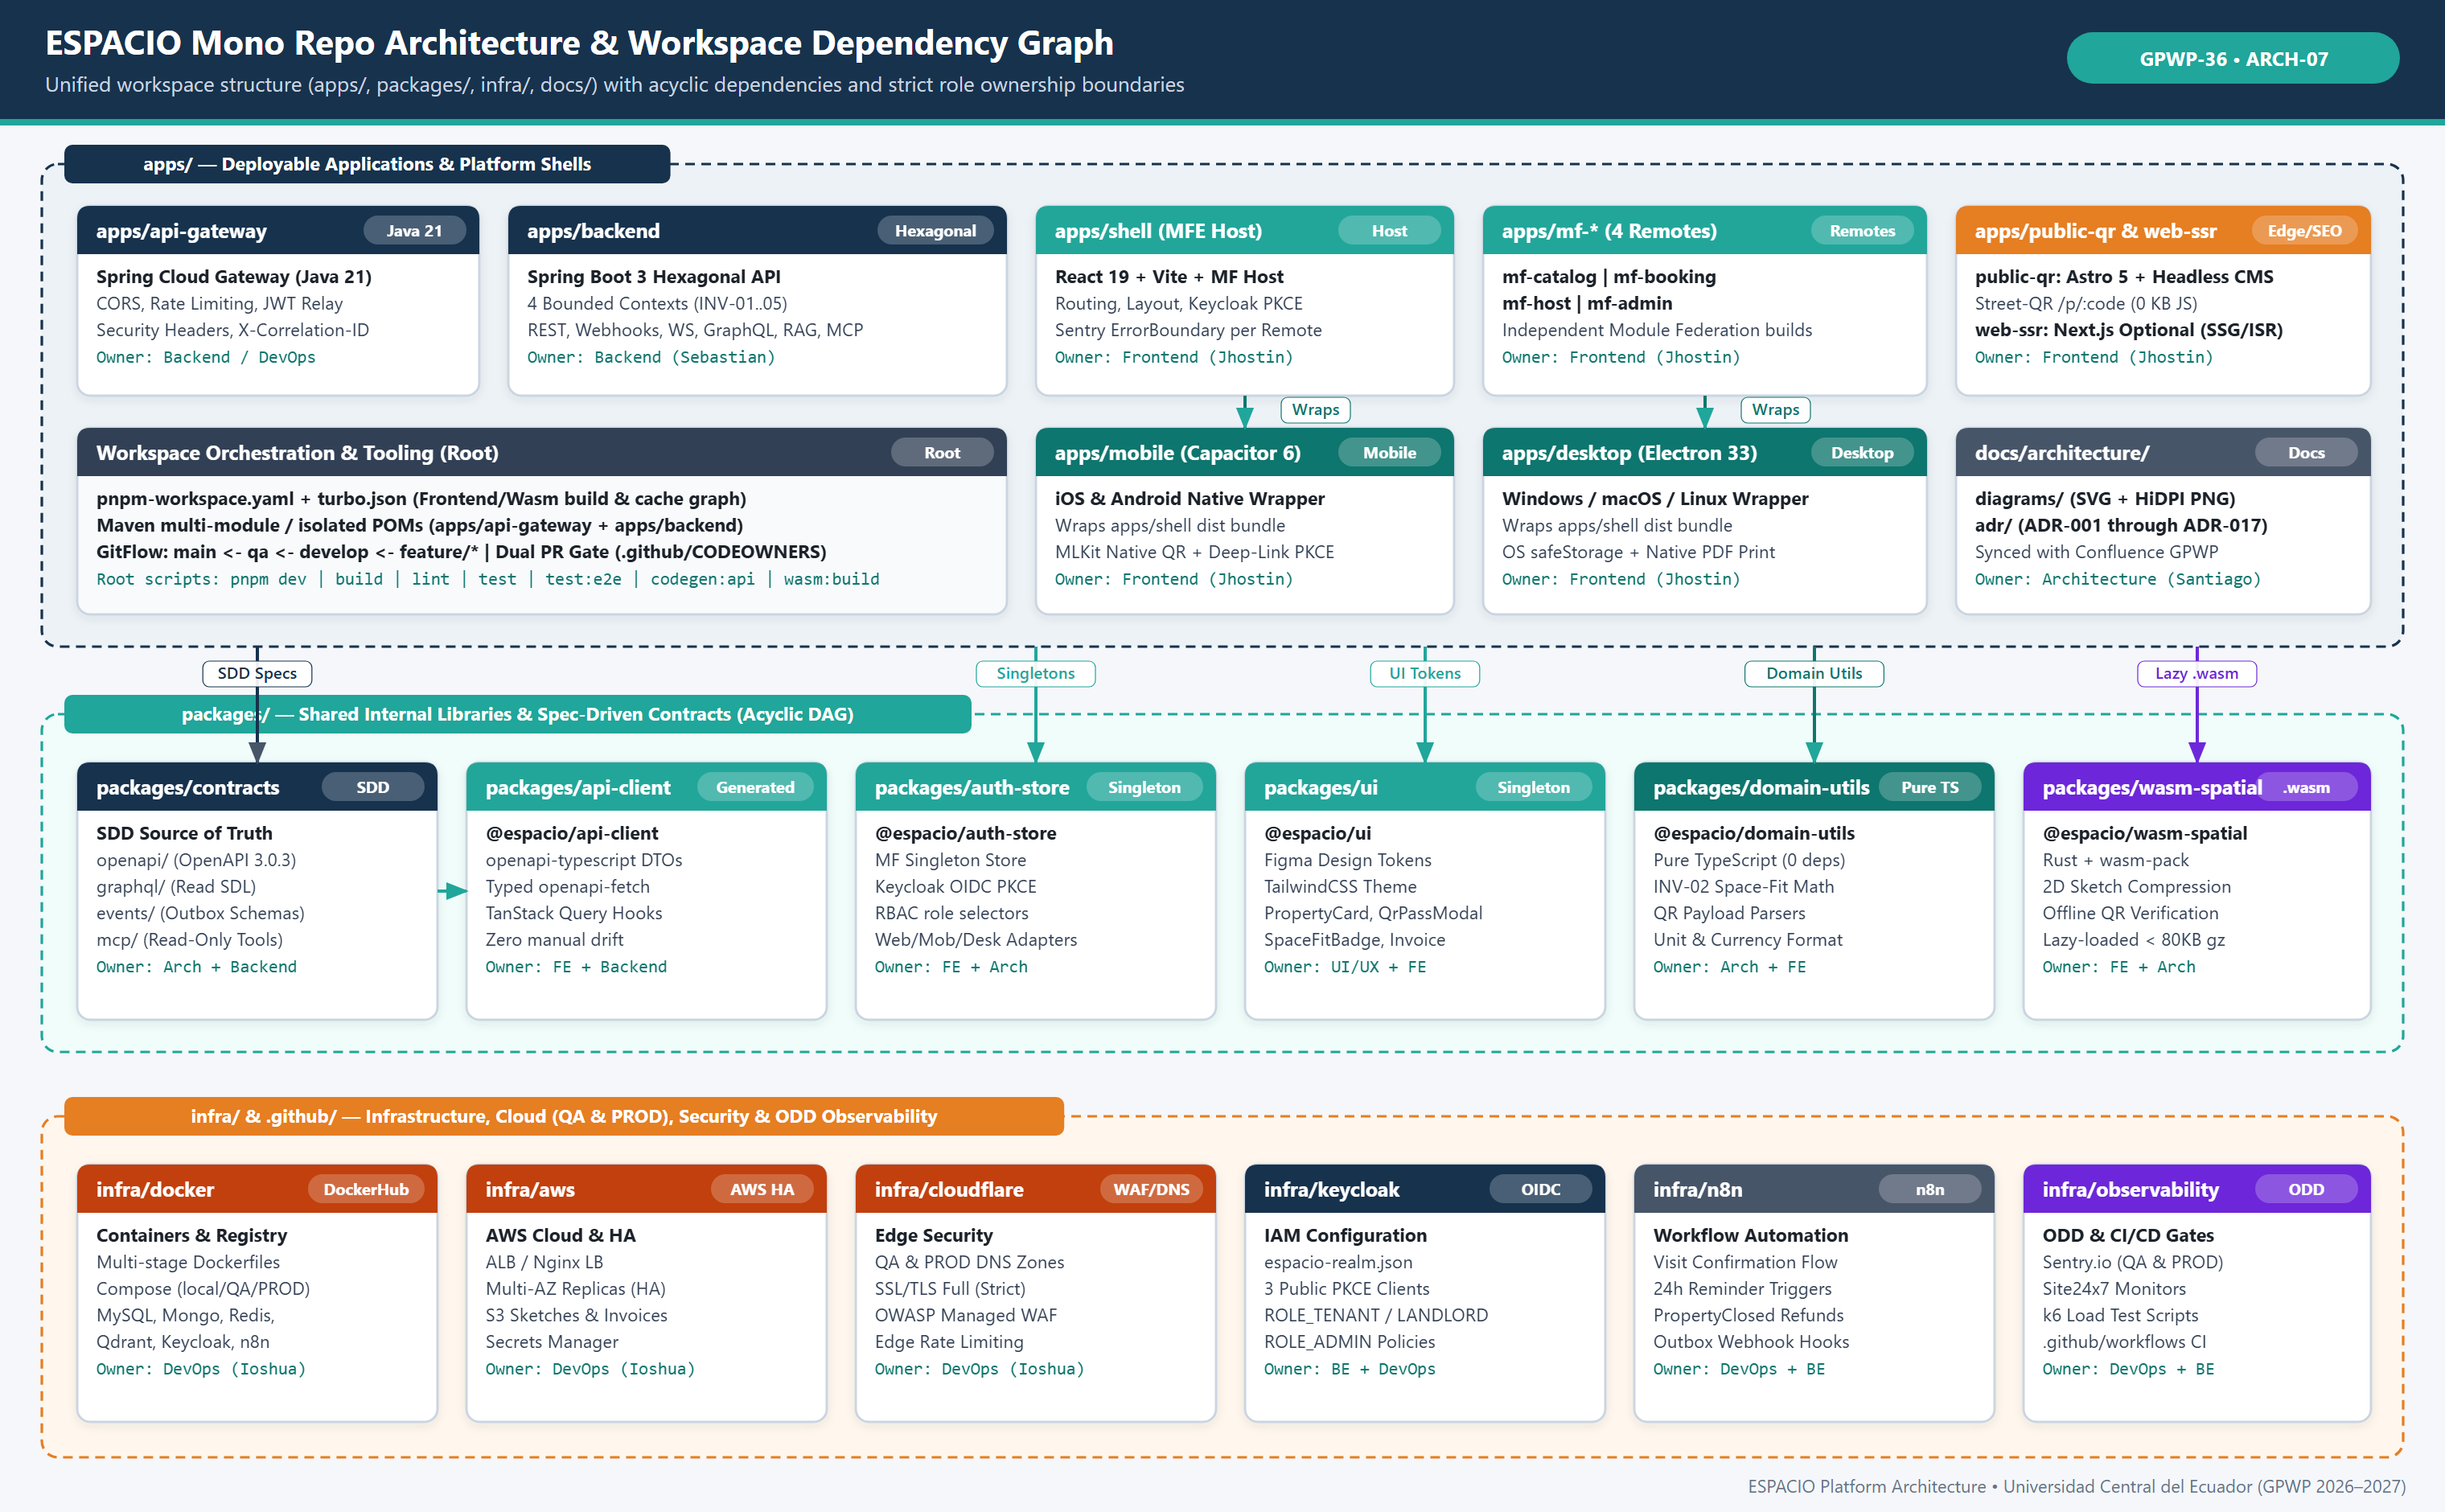 ESPACIO Mono Repo Architecture & Workspace Dependency Graph
Unified workspace structure (apps/, packages/, infra/, docs/) with acyclic dependencies and strict role ownership boundaries
GPWP-36 • ARCH-07
apps/ — Deployable Applications & Platform Shells
apps/api-gateway
Java 21
Spring Cloud Gateway (Java 21)
CORS, Rate Limiting, JWT Relay
Security Headers, X-Correlation-ID
Owner: Backend / DevOps
apps/backend
Hexagonal
Spring Boot 3 Hexagonal API
4 Bounded Contexts (INV-01..05)
REST, Webhooks, WS, GraphQL, RAG, MCP
Owner: Backend (Sebastian)
apps/shell (MFE Host)
Host
React 19 + Vite + MF Host
Routing, Layout, Keycloak PKCE
Sentry ErrorBoundary per Remote
Owner: Frontend (Jhostin)
apps/mf-* (4 Remotes)
Remotes
mf-catalog | mf-booking
mf-host | mf-admin
Independent Module Federation builds
Owner: Frontend (Jhostin)
apps/public-qr & web-ssr
Edge/SEO
public-qr: Astro 5 + Headless CMS
Street-QR /p/:code (0 KB JS)
web-ssr: Next.js Optional (SSG/ISR)
Owner: Frontend (Jhostin)
Wraps
Wraps
Workspace Orchestration & Tooling (Root)
Root
pnpm-workspace.yaml + turbo.json (Frontend/Wasm build & cache graph)
Maven multi-module / isolated POMs (apps/api-gateway + apps/backend)
GitFlow: main <- qa <- develop <- feature/* | Dual PR Gate (.github/CODEOWNERS)
Root scripts: pnpm dev | build | lint | test | test:e2e | codegen:api | wasm:build
apps/mobile (Capacitor 6)
Mobile
iOS & Android Native Wrapper
Wraps apps/shell dist bundle
MLKit Native QR + Deep-Link PKCE
Owner: Frontend (Jhostin)
apps/desktop (Electron 33)
Desktop
Windows / macOS / Linux Wrapper
Wraps apps/shell dist bundle
OS safeStorage + Native PDF Print
Owner: Frontend (Jhostin)
docs/architecture/
Docs
diagrams/ (SVG + HiDPI PNG)
adr/ (ADR-001 through ADR-017)
Synced with Confluence GPWP
Owner: Architecture (Santiago)
SDD Specs
Singletons
UI Tokens
Domain Utils
Lazy .wasm
packages/ — Shared Internal Libraries & Spec-Driven Contracts (Acyclic DAG)
packages/contracts
SDD
SDD Source of Truth
openapi/ (OpenAPI 3.0.3)
graphql/ (Read SDL)
events/ (Outbox Schemas)
mcp/ (Read-Only Tools)
Owner: Arch + Backend
packages/api-client
Generated
@espacio/api-client
openapi-typescript DTOs
Typed openapi-fetch
TanStack Query Hooks
Zero manual drift
Owner: FE + Backend
packages/auth-store
Singleton
@espacio/auth-store
MF Singleton Store
Keycloak OIDC PKCE
RBAC role selectors
Web/Mob/Desk Adapters
Owner: FE + Arch
packages/ui
Singleton
@espacio/ui
Figma Design Tokens
TailwindCSS Theme
PropertyCard, QrPassModal
SpaceFitBadge, Invoice
Owner: UI/UX + FE
packages/domain-utils
Pure TS
@espacio/domain-utils
Pure TypeScript (0 deps)
INV-02 Space-Fit Math
QR Payload Parsers
Unit & Currency Format
Owner: Arch + FE
packages/wasm-spatial
.wasm
@espacio/wasm-spatial
Rust + wasm-pack
2D Sketch Compression
Offline QR Verification
Lazy-loaded < 80KB gz
Owner: FE + Arch
infra/ & .github/ — Infrastructure, Cloud (QA & PROD), Security & ODD Observability
infra/docker
DockerHub
Containers & Registry
Multi-stage Dockerfiles
Compose (local/QA/PROD)
MySQL, Mongo, Redis,
Qdrant, Keycloak, n8n
Owner: DevOps (Ioshua)
infra/aws
AWS HA
AWS Cloud & HA
ALB / Nginx LB
Multi-AZ Replicas (HA)
S3 Sketches & Invoices
Secrets Manager
Owner: DevOps (Ioshua)
infra/cloudflare
WAF/DNS
Edge Security
QA & PROD DNS Zones
SSL/TLS Full (Strict)
OWASP Managed WAF
Edge Rate Limiting
Owner: DevOps (Ioshua)
infra/keycloak
OIDC
IAM Configuration
espacio-realm.json
3 Public PKCE Clients
ROLE_TENANT / LANDLORD
ROLE_ADMIN Policies
Owner: BE + DevOps
infra/n8n
n8n
Workflow Automation
Visit Confirmation Flow
24h Reminder Triggers
PropertyClosed Refunds
Outbox Webhook Hooks
Owner: DevOps + BE
infra/observability
ODD
ODD & CI/CD Gates
Sentry.io (QA & PROD)
Site24x7 Monitors
k6 Load Test Scripts
.github/workflows CI
Owner: DevOps + BE
ESPACIO Platform Architecture • Universidad Central del Ecuador (GPWP 2026–2027)